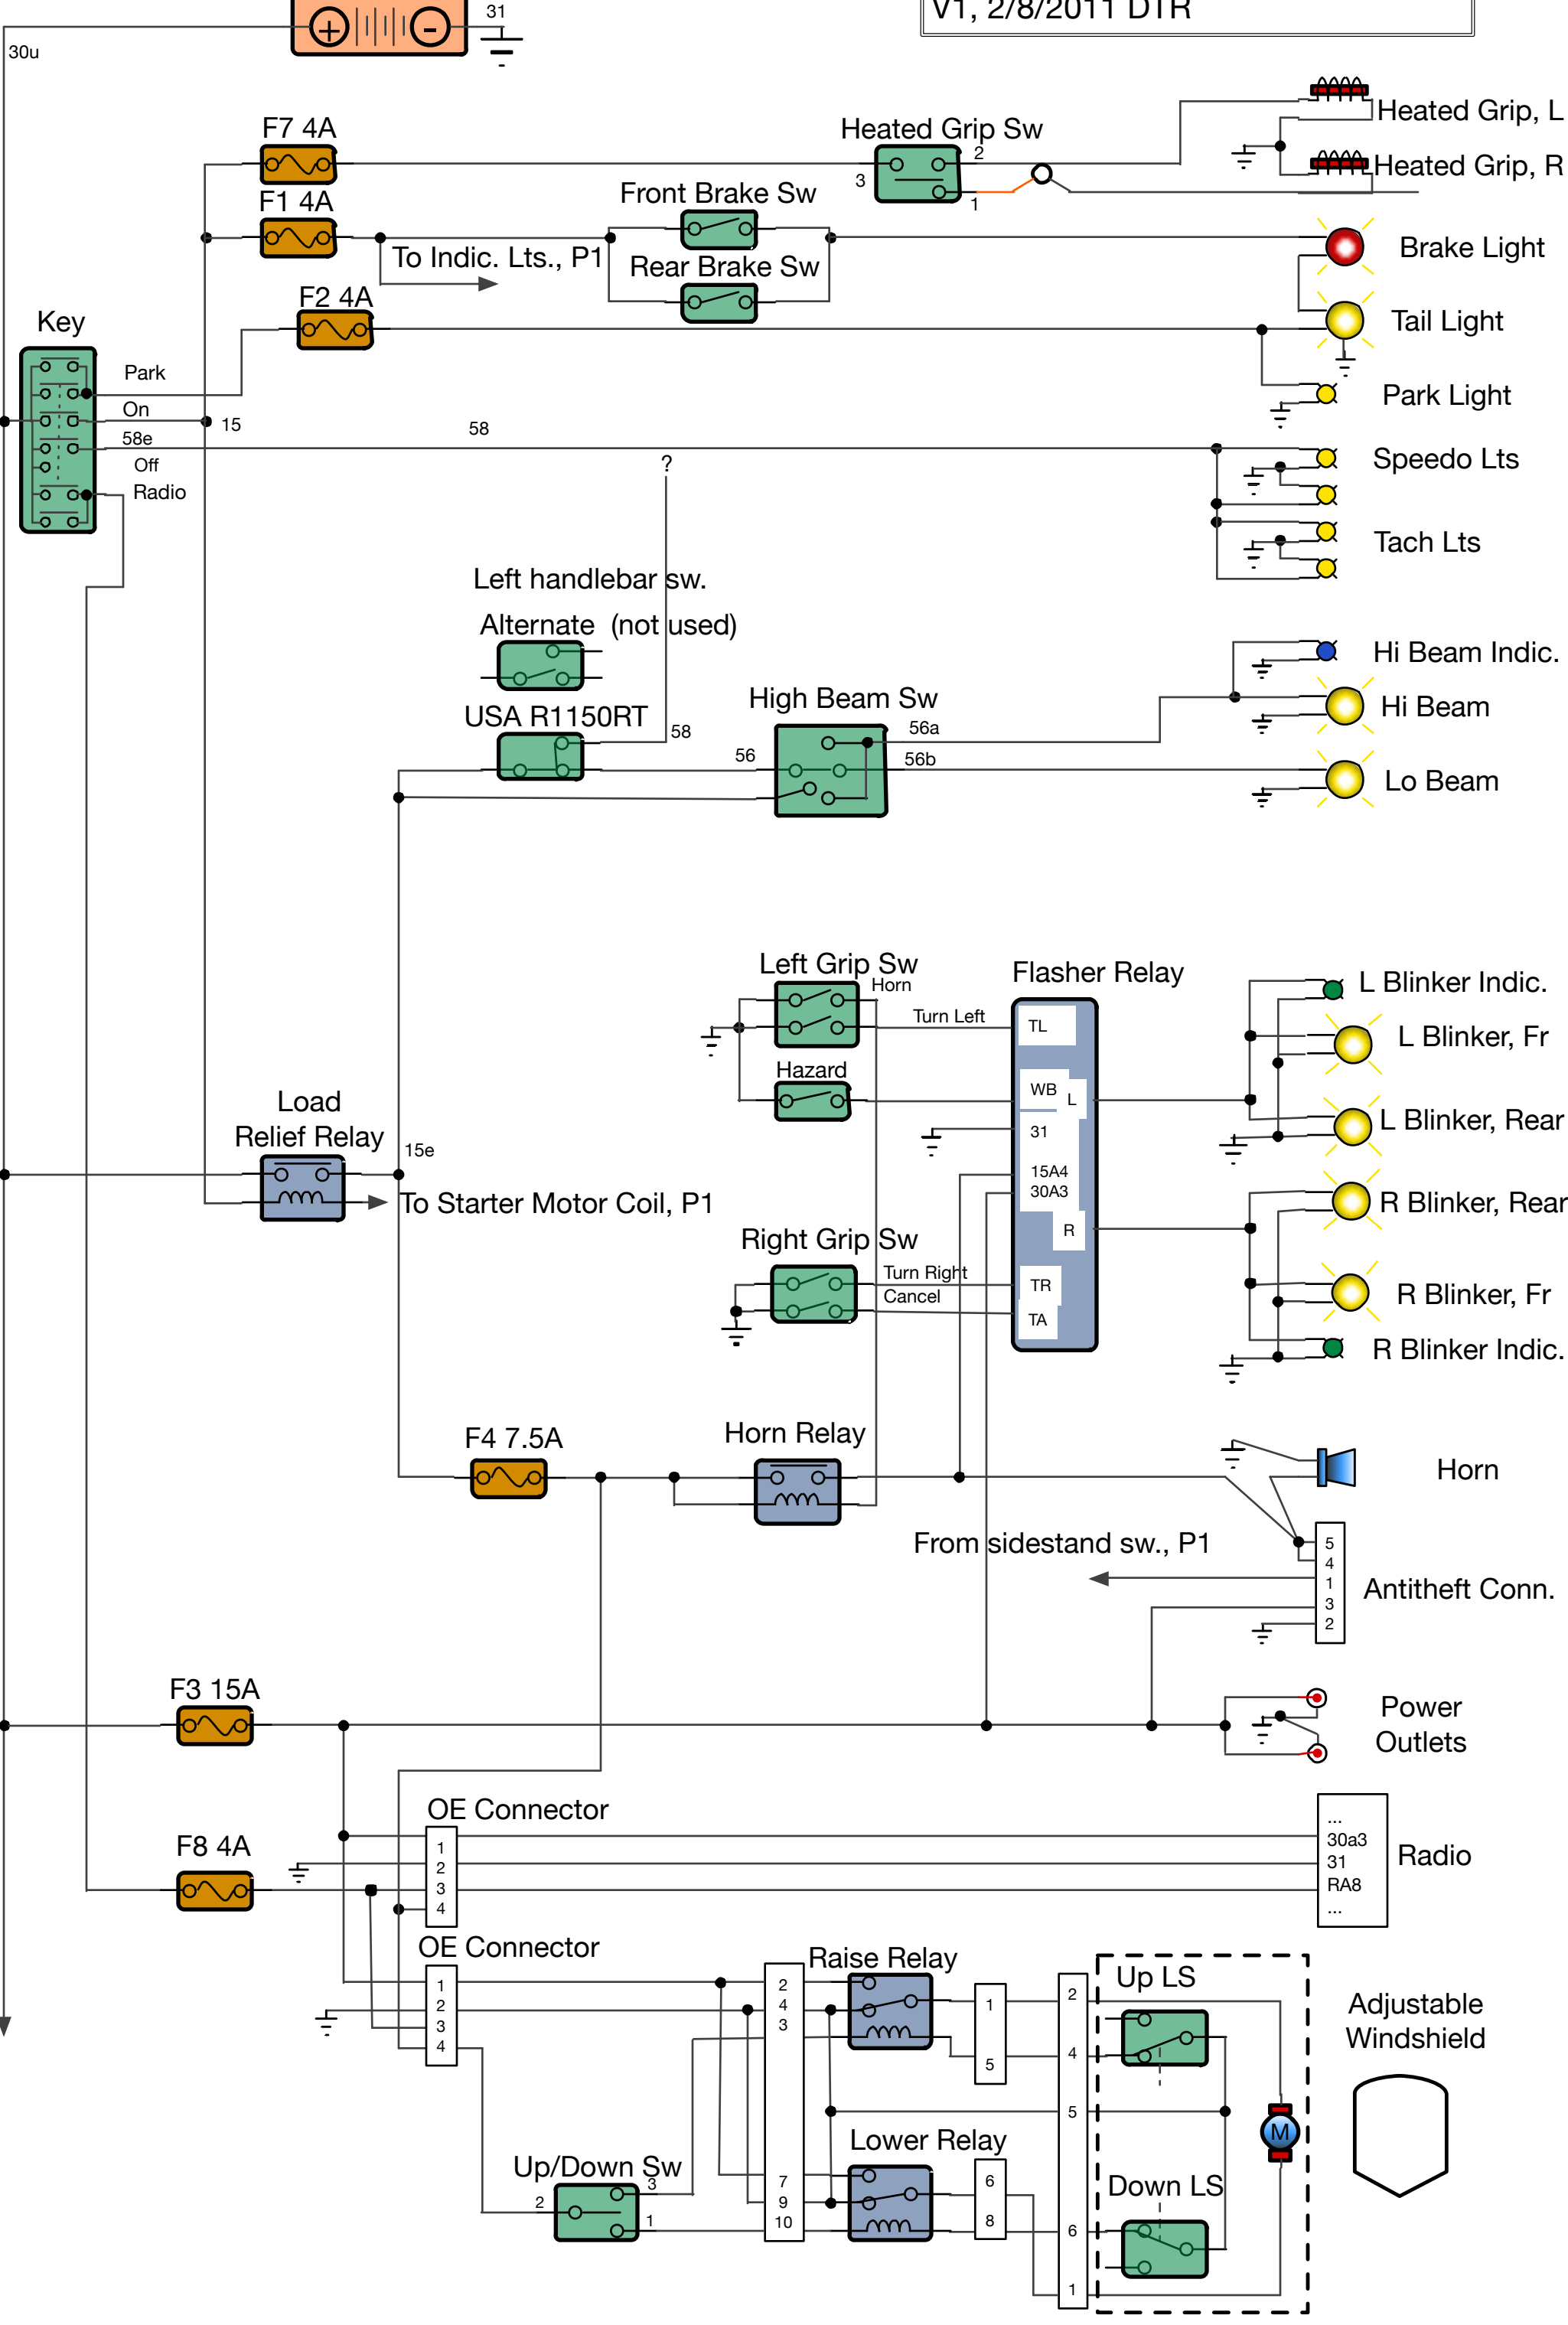 V1, 2/8/2011 DTR
31
30u
+
-
F7 4A
Heated Grip Sw
2
3
1
Heated Grip, L
Heated Grip, R
F1 4A
Front Brake Sw
To Indic. Lts., P1
Rear Brake Sw
Brake Light
F2 4A
Tail Light
Key
Park
Park Light
On
15
58e
58
Off
?
Radio
Speedo Lts
Tach Lts
Left handlebar sw.
Alternate (not used)
USA R1150RT
58
High Beam Sw
56
56a
56b
Hi Beam Indic.
Hi Beam
Lo Beam
Left Grip Sw
Horn
Flasher Relay
Turn Left
TL
Hazard
WB
L
31
15A4
30A3
R
TR
TA
L Blinker Indic.
L Blinker, Fr
L Blinker, Rear
R Blinker, Rear
R Blinker, Fr
R Blinker Indic.
Load
Relief Relay
15e
To Starter Motor Coil, P1
Right Grip Sw
Turn Right
Cancel
F4 7.5A
Horn Relay
Horn
From sidestand sw., P1
5
4
1
3
2
Antitheft Conn.
F3 15A
Power
Outlets
OE Connector
1
2
3
4
F8 4A
...
30a3
31
RA8
...
Radio
OE Connector
1
2
3
4
Raise Relay
2
4
3
7
9
10
1
5
Lower Relay
6
8
2
4
5
6
1
Up LS
Down LS
M
Adjustable
Windshield
Up/Down Sw
2
3
1